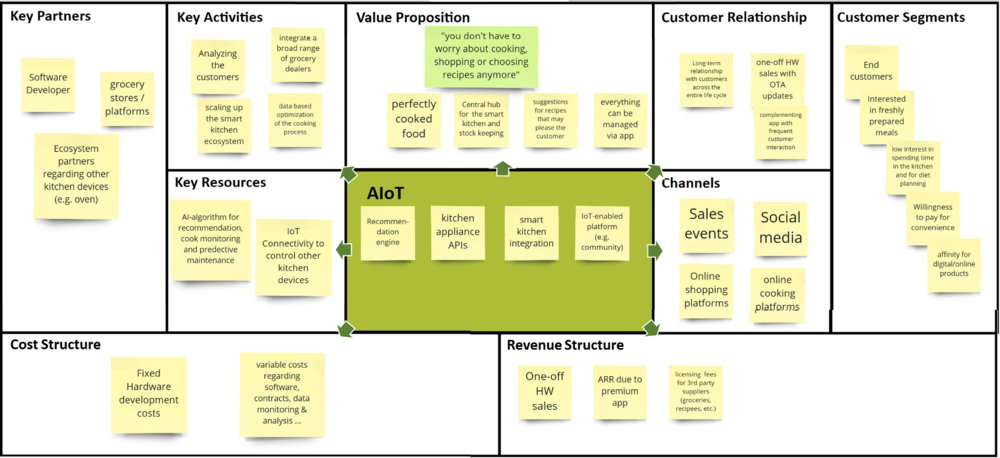 Key Partners
Software
Developer
grocery
stores /
platforms
Ecosystem
partners
regarding other
kitchen devices
(e.g. oven)
Key Activities
Analyzing
the
customers
integrate a
broad range
of grocery
dealers
scaling up
the smart
kitchen
ecosystem
data based
optimization of
the cooking
process
Key Resources
AI-algorithm for
recommendation,
cook monitoring
and predective
maintenance
IoT
Connectivity to
control other
kitchen
devices
Value Proposition
"you don't have to
worry about cooking,
shopping or choosing
recipes anymore"
perfectly
cooked
food
Central hub
for the smart
kitchen and
stock keeping
suggestions
for recipes
that may
please the
customer
everything
can be
managed
via app
AIoT
Recommen-
dation
engine
kitchen
appliance
APIs
smart
kitchen
integration
IoT-enabled
platform
(e.g.
community)
Customer Relationship
Long-term
relationship
with customers
across the
entire life cycle
one-off HW
sales with
OTA
updates
complementing
app with
frequent
customer
interaction
Channels
Sales
events
Social
media
Online
shopping
platforms
online
cooking
platforms
Customer Segments
End
customers
Interested
in freshly
prepared
meals
low interest in
spending time
in the kitchen
and for diet
planning
Willingness
to pay for
convenience
affinity for
digital/online
products
Cost Structure
Fixed
Hardware
development
costs
variable costs
regarding
software,
contracts, data
monitoring &
analysis ...
Revenue Structure
One-off
HW
sales
ARR due to
premium
app
licensing fees
for 3rd party
suppliers
(groceries,
recipees, etc.)